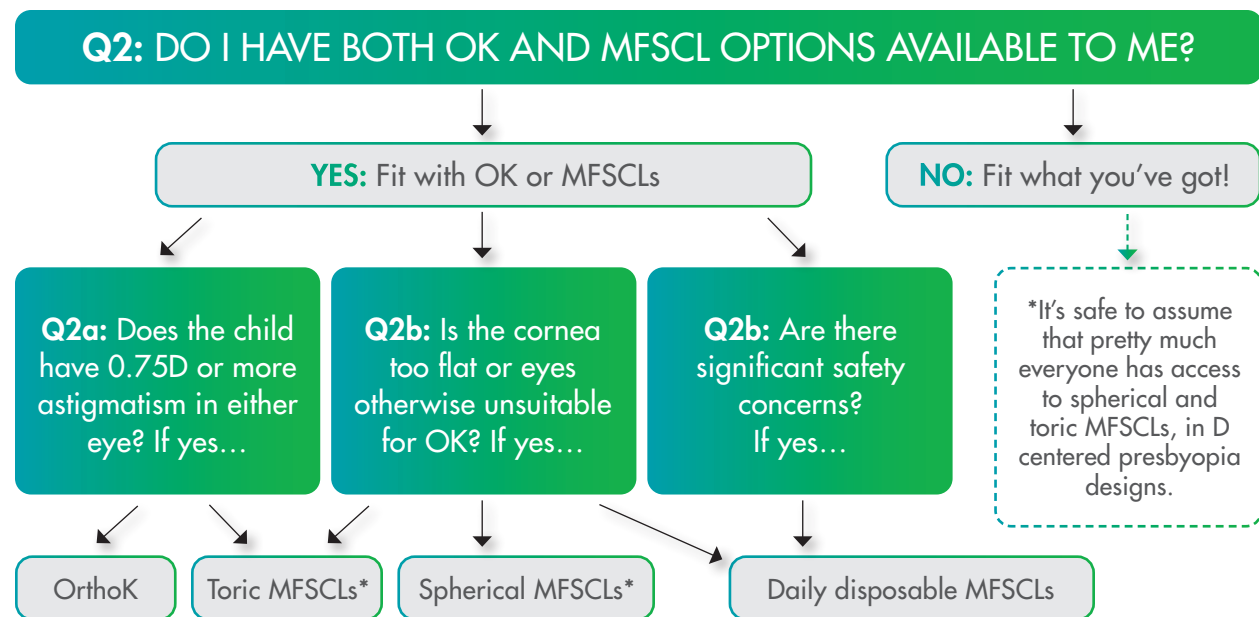 Q2: DO I HAVE BOTH OK AND MFSCL OPTIONS AVAILABLE TO ME?
YES: Fit with OK or MFSCLs
NO: Fit what you’ve got!
Q2a: Does the child
have 0.75D or more
astigmatism in either
eye? If yes…
Q2b: Is the cornea
too flat or eyes
otherwise unsuitable
for OK? If yes…
Q2b: Are there
significant safety
concerns?
If yes…
*It’s safe to assume
that pretty much
everyone has access
to spherical and
toric MFSCLs, in D
centered presbyopia
designs.
OrthoK
Toric MFSCLs*
Spherical MFSCLs*
Daily disposable MFSCLs